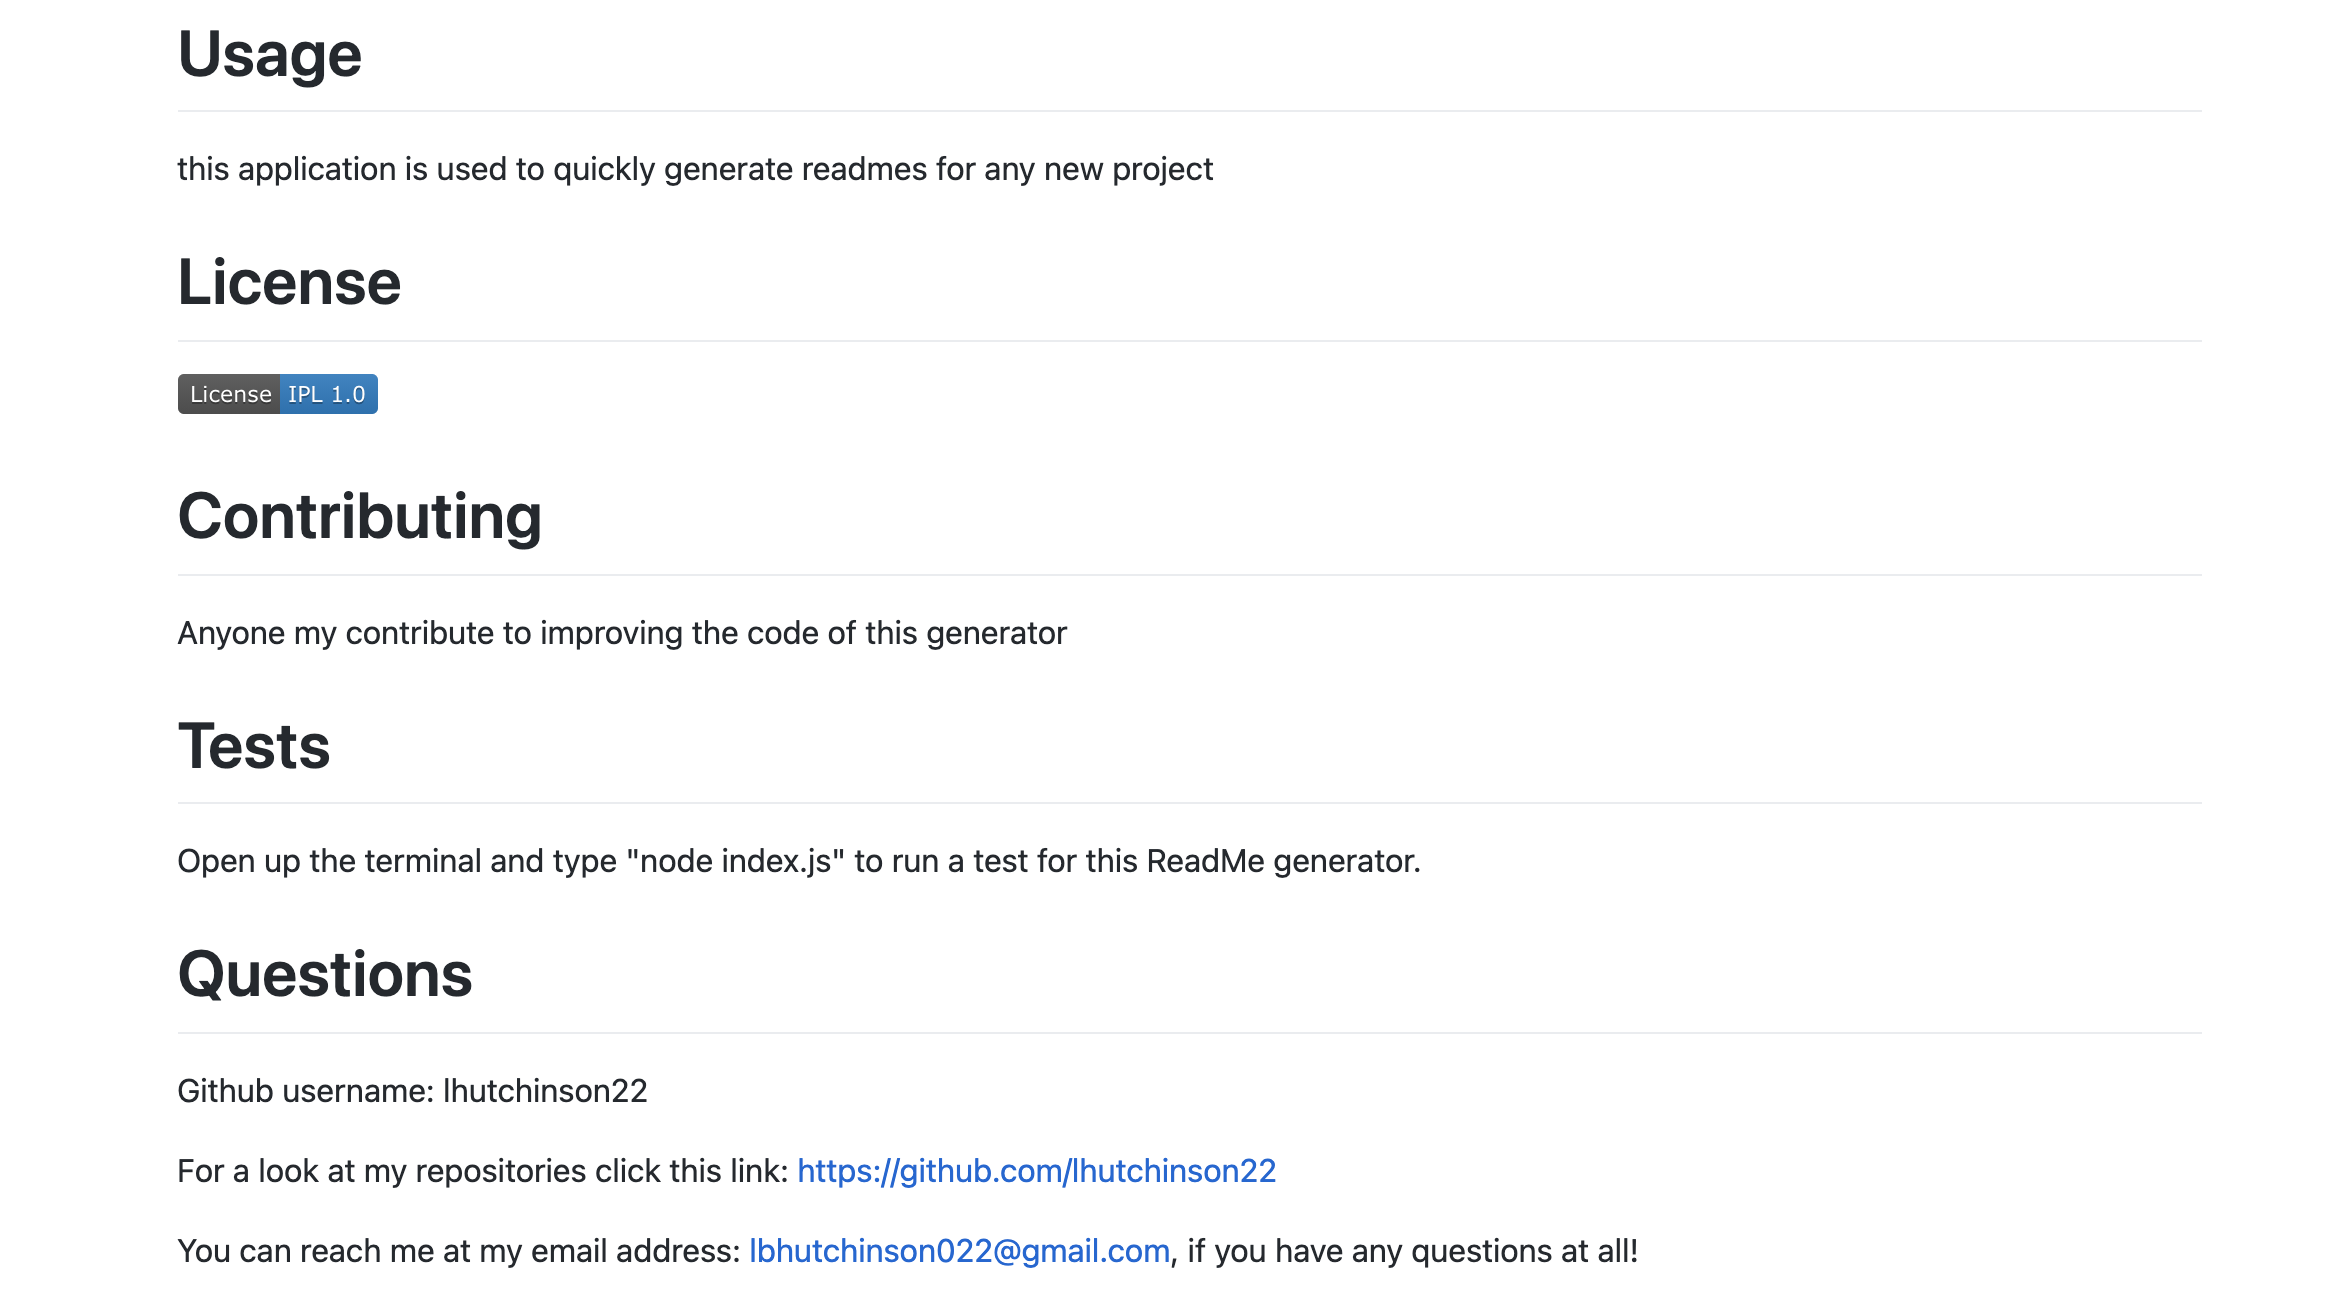 Usage
this application is used to quickly generate readmes for any new project
License
License IPL 1.0
Contributing
Anyone my contribute to improving the code of this generator
Tests
Open up the terminal and type "node index.js" to run a test for this ReadMe generator.
Questions
Github username: lhutchinson22
For a look at my repositories click this link: https://github.com/lhutchinson22
You can reach me at my email address: lbhutchinson022@gmail.com, if you have any questions at all!